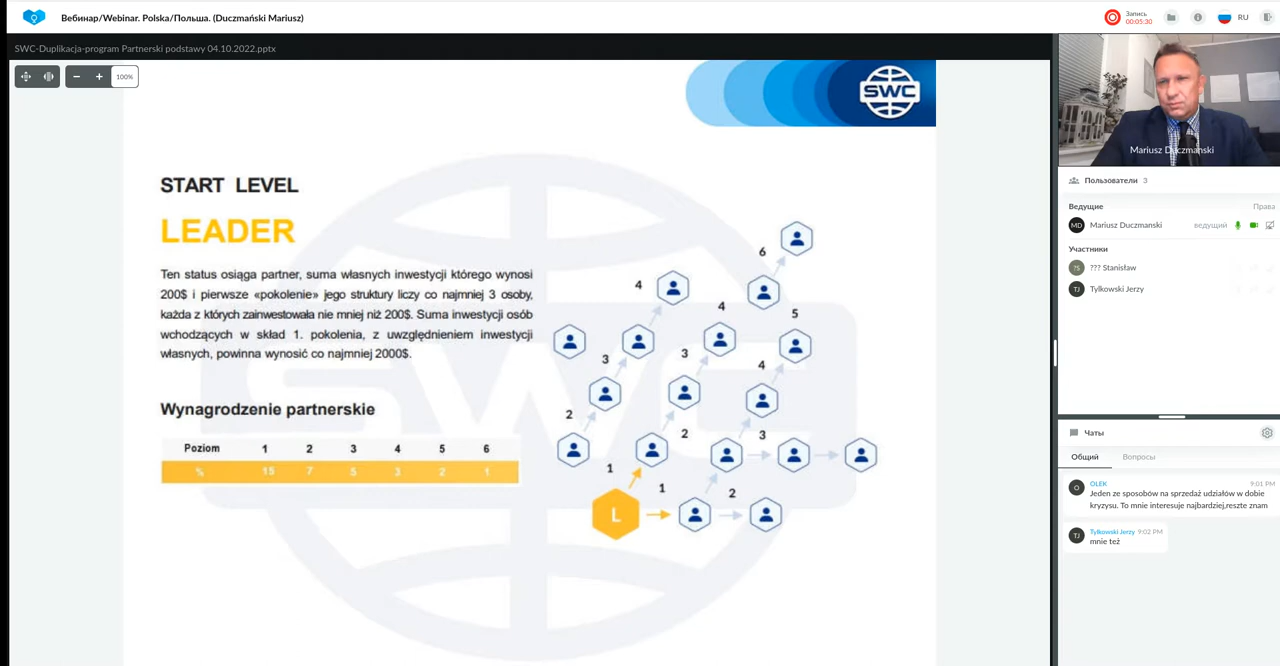 Вебинар/Webinar. Polska/Польша. (Duczmański Mariusz)
Запись
00:05:30
RU
SWC-Duplikacja-program Partnerski podstawy 04.10.2022.pptx
100%
SWC
START LEVEL
LEADER
Ten status osiąga partner, suma własnych inwestycji którego wynosi
200$ i pierwsze «pokolenie» jego struktury liczy co najmniej 3 osoby,
każda z których zainwestowała nie mniej niż 200$. Suma inwestycji osób
wchodzących w skład 1. pokolenia, z uwzględnieniem inwestycji
własnych, powinna wynosić co najmniej 2000$.
Wynagrodzenie partnerskie
Poziom 1 2 3 4 5 6
% 15 7 5 3 2 1
6
4
4
5
3
3
4
2
2
3
1
1
2
L
SWC
Mariusz Duczmański
Пользователи 3
Ведущие Права
MD Mariusz Duczmanski ведущий
Участники
?S ??? Stanisław
TJ Tylkowski Jerzy
Чаты
Общий Вопросы
O OLEK 9:01 PM
Jeden ze sposobów na sprzedaż udziałów w dobie
kryzysu. To mnie interesuje najbardziej,reszte znam
TJ Tylkowski Jerzy 9:02 PM
mnie też